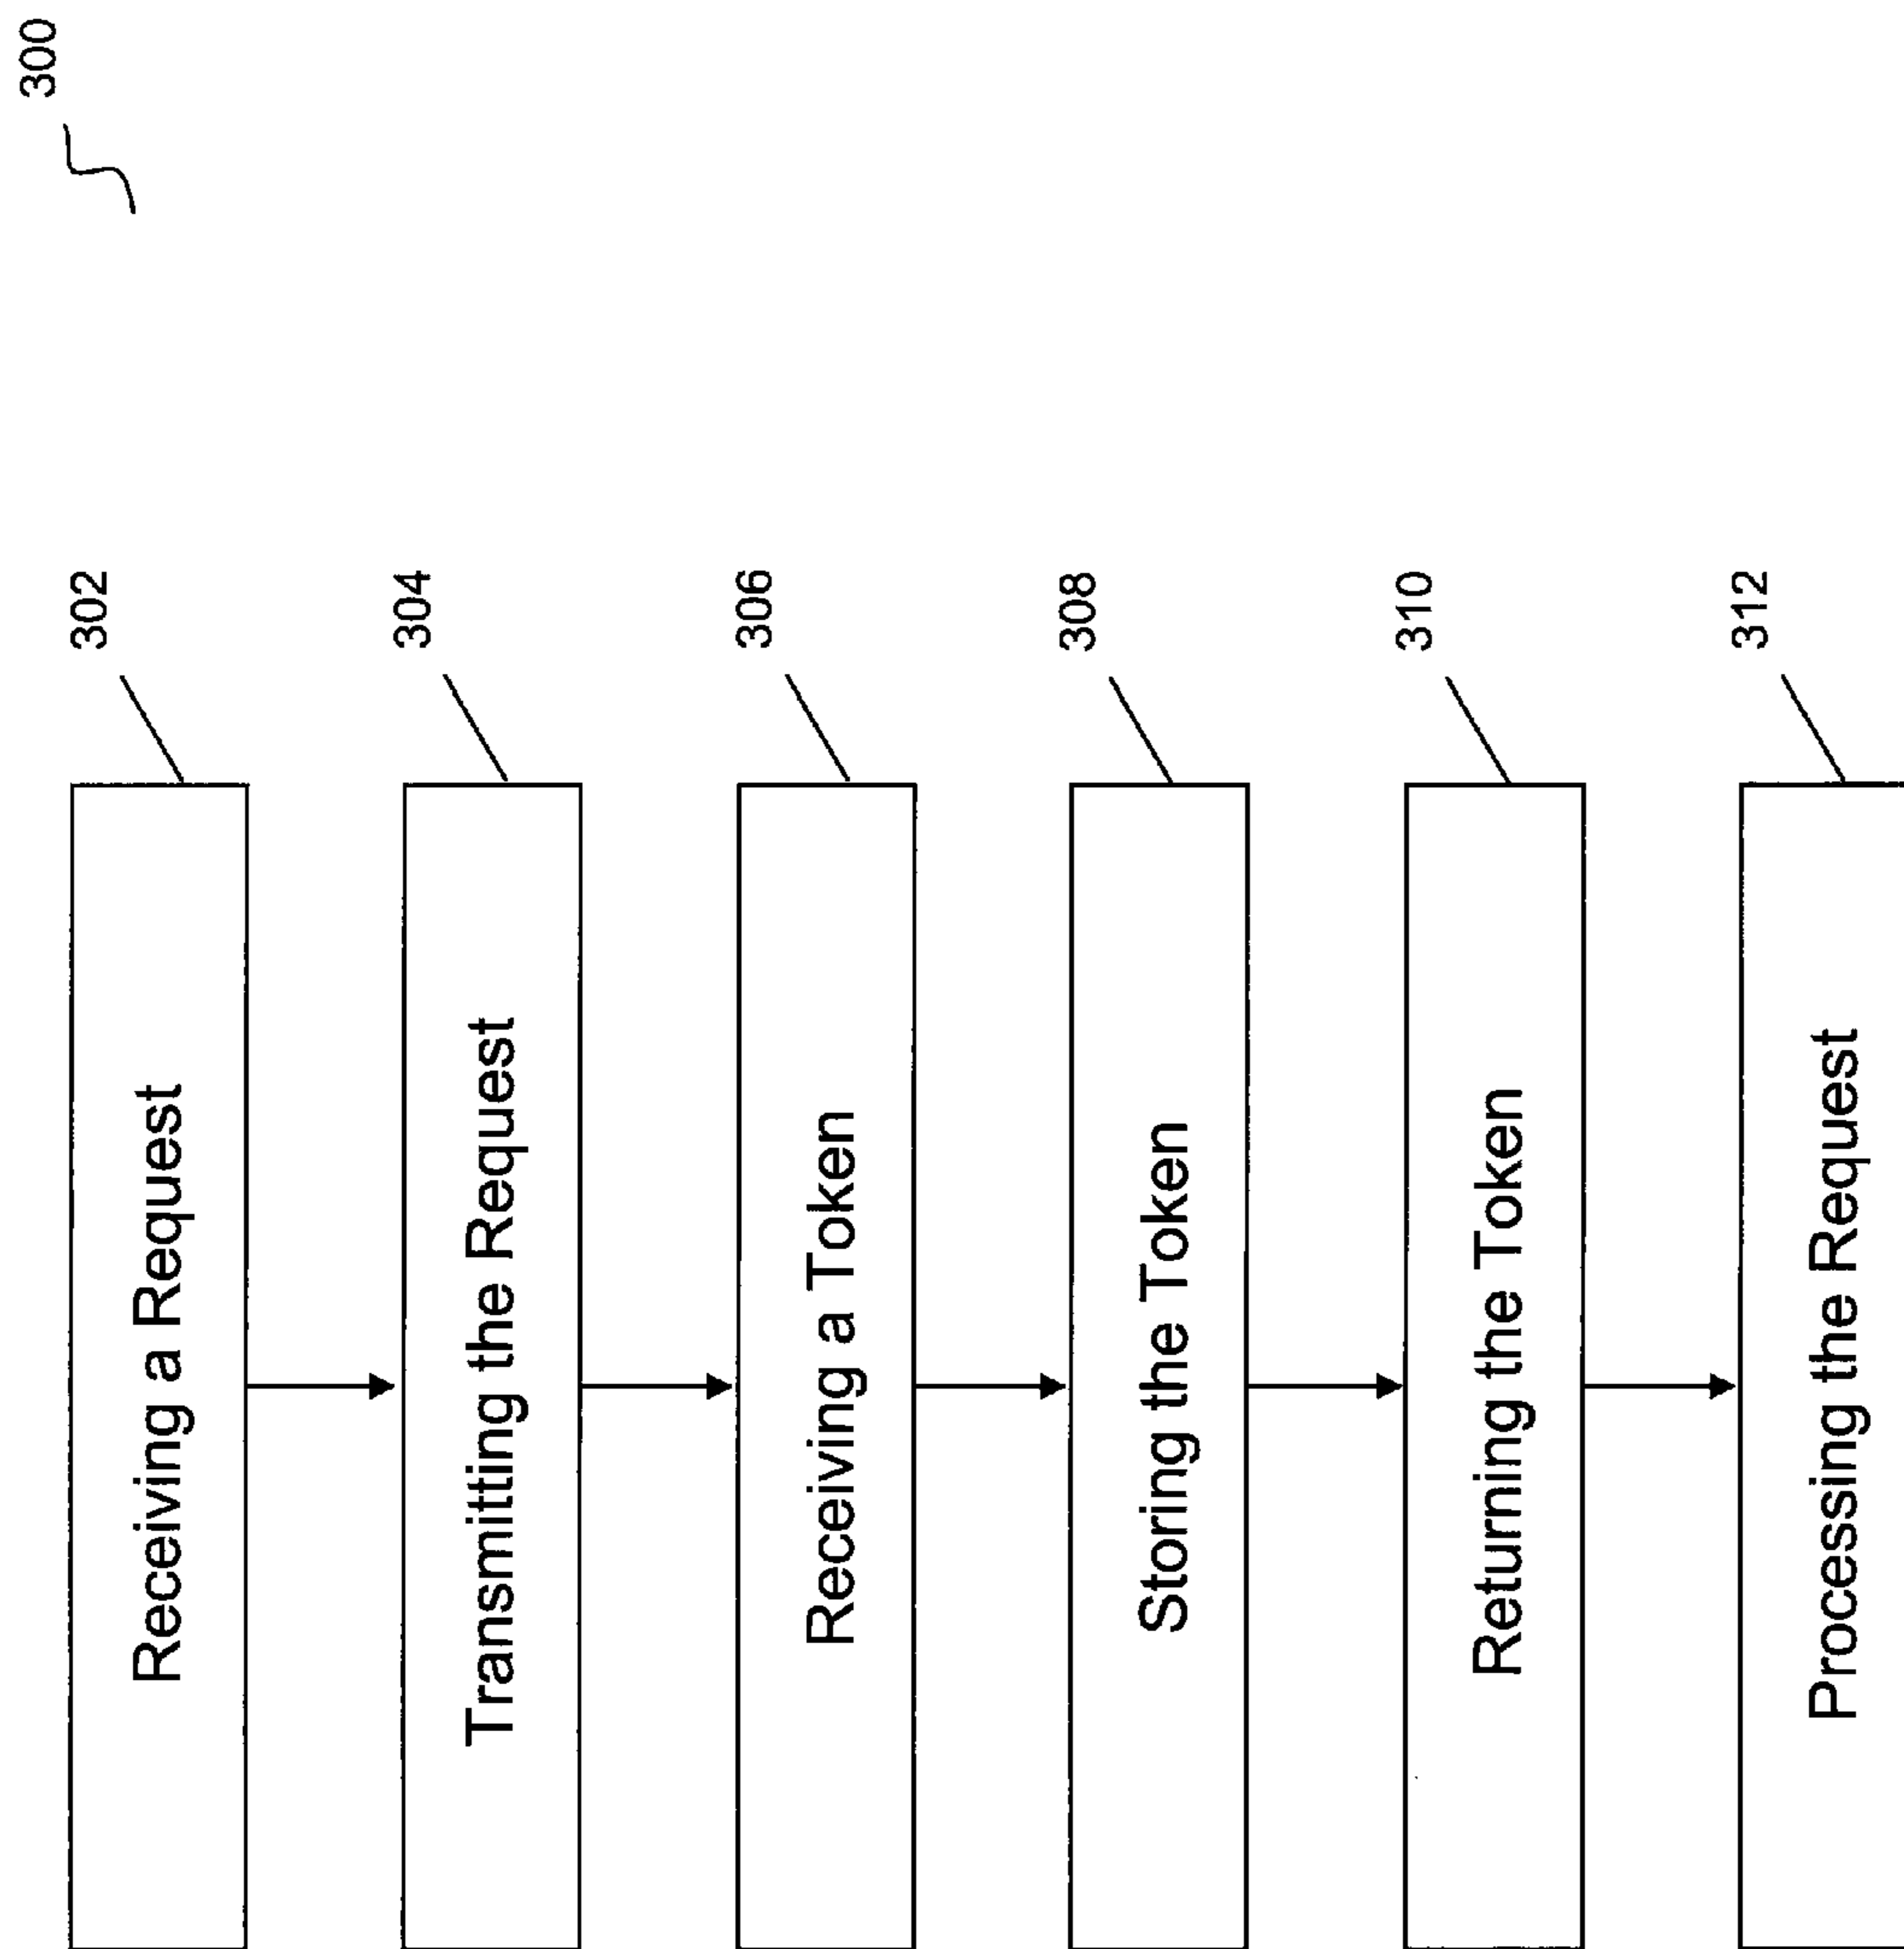 300
302
Receiving a Request
304
Transmitting the Request
306
Receiving a Token
308
Storing the Token
310
Returning the Token
312
Processing the Request